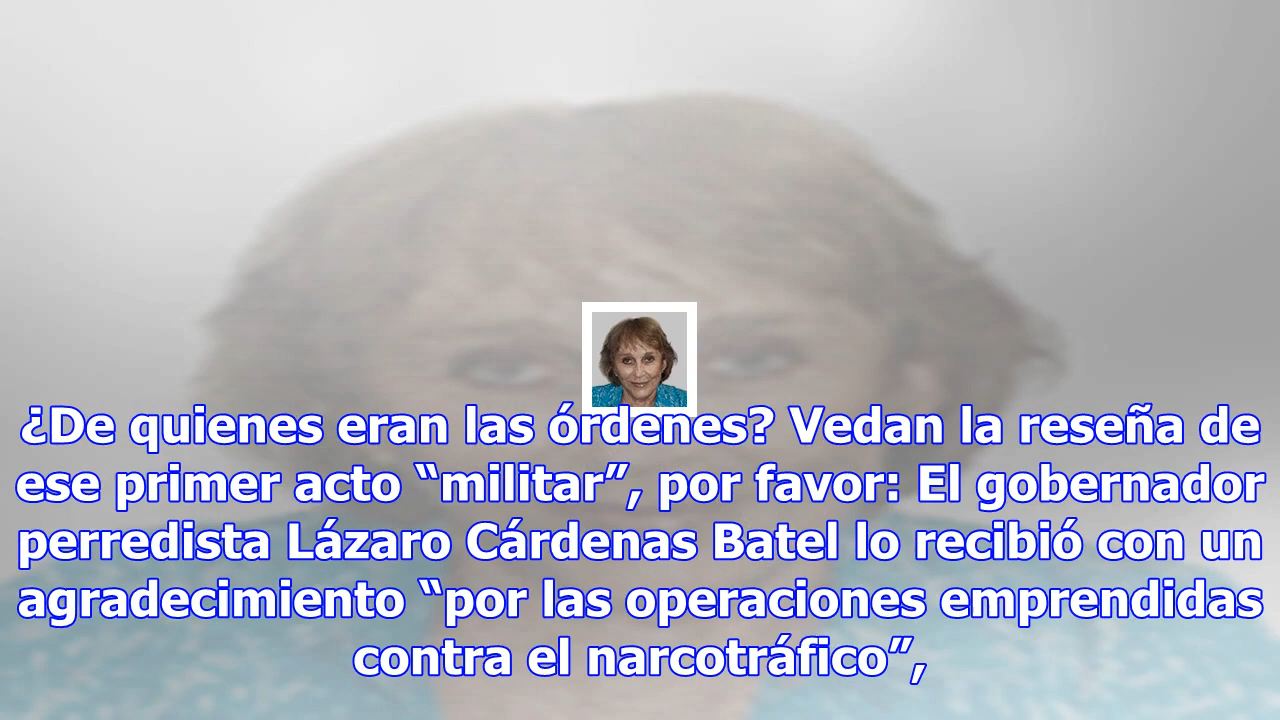 ¿De quienes eran las órdenes? Vedan la reseña de
ese primer acto “militar”, por favor: El gobernador
perredista Lázaro Cárdenas Batel lo recibió con un
agradecimiento “por las operaciones emprendidas
contra el narcotráfico”,